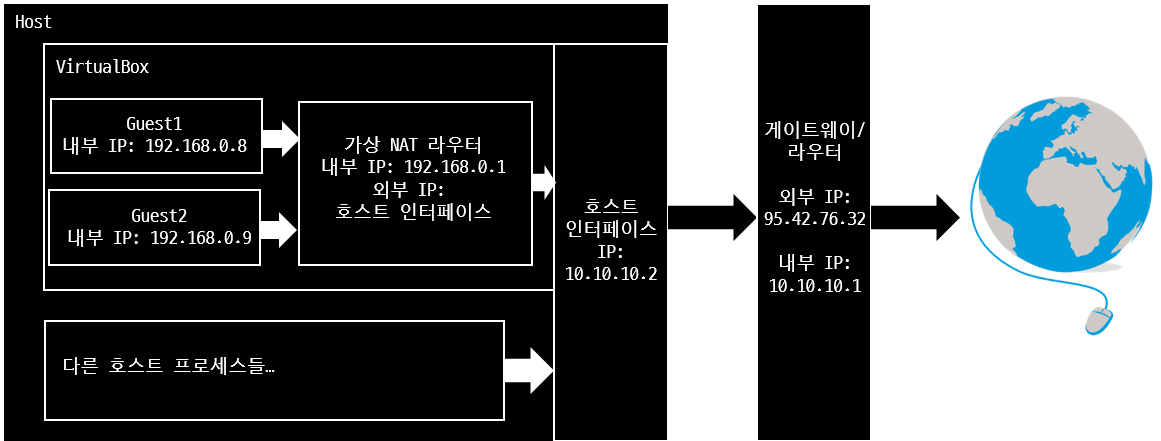 Host
VirtualBox
Guest1
내부 IP: 192.168.0.8
Guest2
내부 IP: 192.168.0.9
가상 NAT 라우터
내부 IP: 192.168.0.1
외부 IP:
호스트 인터페이스
다른 호스트 프로세스들…
호스트
인터페이스
IP:
10.10.10.2
게이트웨이/
라우터
외부 IP:
95.42.76.32
내부 IP:
10.10.10.1